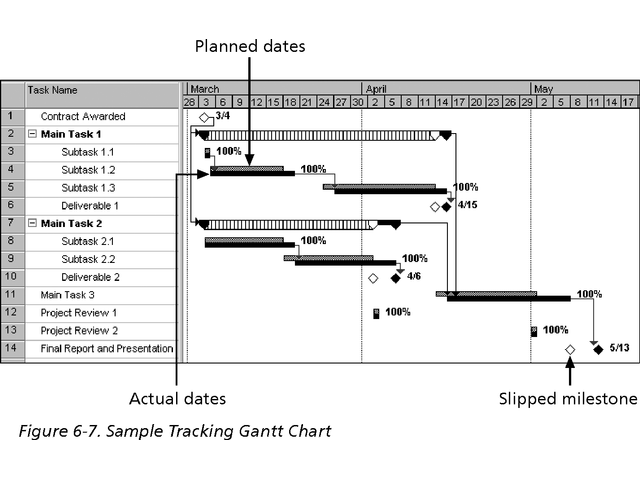 Planned dates
Task Name March April May
28 3 6 9 12 15 18 21 24 27 30 2 5 8 11 14 17 20 23 26 29 2 5 8 11 14 17
1 Contract Awarded 3/4
2 Main Task 1
3 Subtask 1.1 100%
4 Subtask 1.2 100%
5 Subtask 1.3 100%
6 Deliverable 1 4/15
7 Main Task 2
8 Subtask 2.1 100%
9 Subtask 2.2 100%
10 Deliverable 2 4/6
11 Main Task 3 100%
12 Project Review 1 100%
13 Project Review 2 100%
14 Final Report and Presentation 5/13
Actual dates Slipped milestone
Figure 6-7. Sample Tracking Gantt Chart